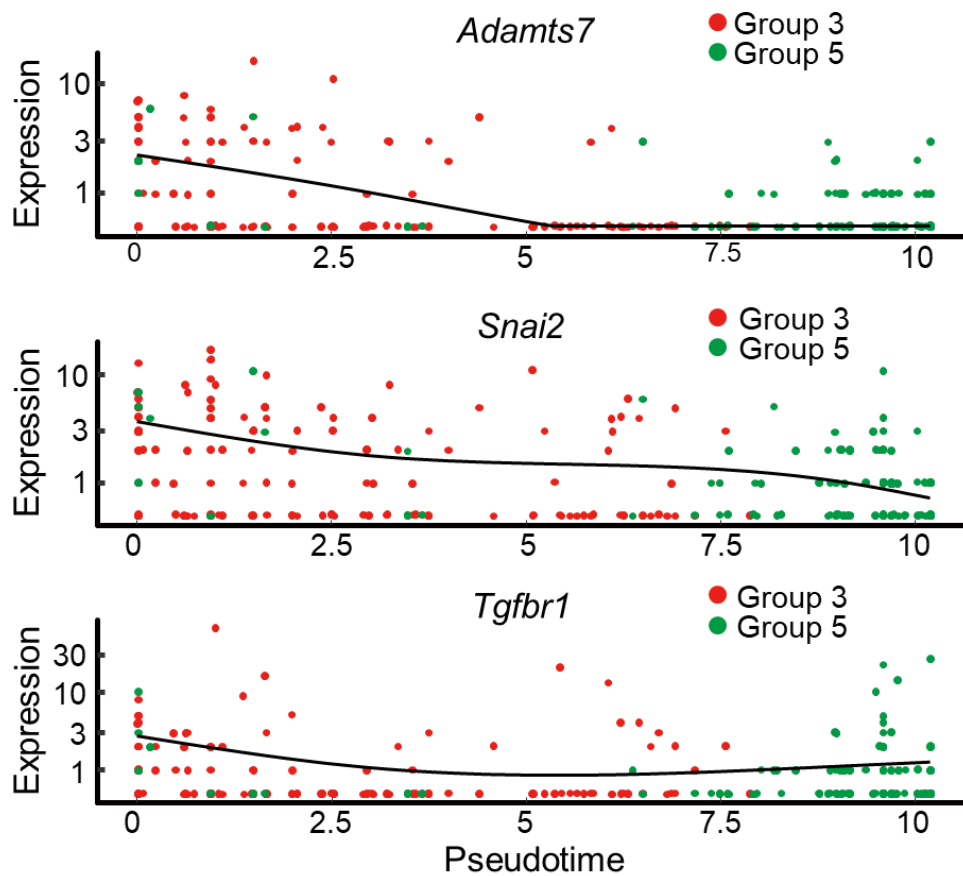 Adamts7
Group 3
Group 5
Expression
10
3
1
0 2.5 5 7.5 10
Snai2
Group 3
Group 5
Expression
10
3
1
0 2.5 5 7.5 10
Tgfbr1
Group 3
Group 5
Expression
30
10
3
1
0 2.5 5 7.5 10
Pseudotime